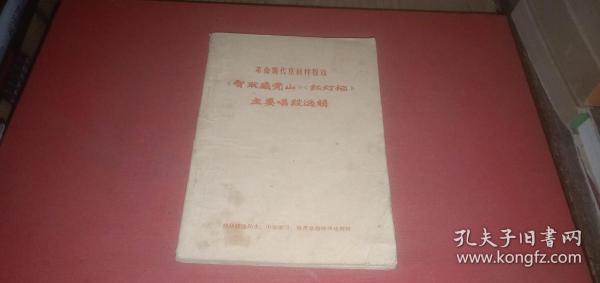 革命现代京剧样板戏
《智取威虎山》《红灯记》
主要唱段选辑
孔夫子旧书网
www.kongfz.com